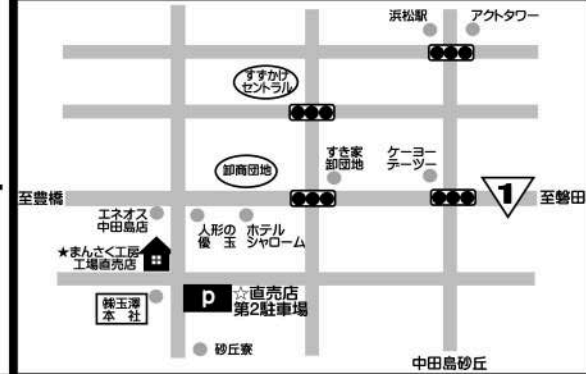 浜松駅
アクトタワー
すずかけ
セントラル
卸商団地
すき家
卸団地
ケーヨー
デーツー
至豊橋
1
至磐田
エネオス
中田島店
人形の
優玉
ホテル
シャローム
★まんさく工房
工場直売店
㈱玉澤
本社
p
☆直売店
第2駐車場
砂丘寮
中田島砂丘